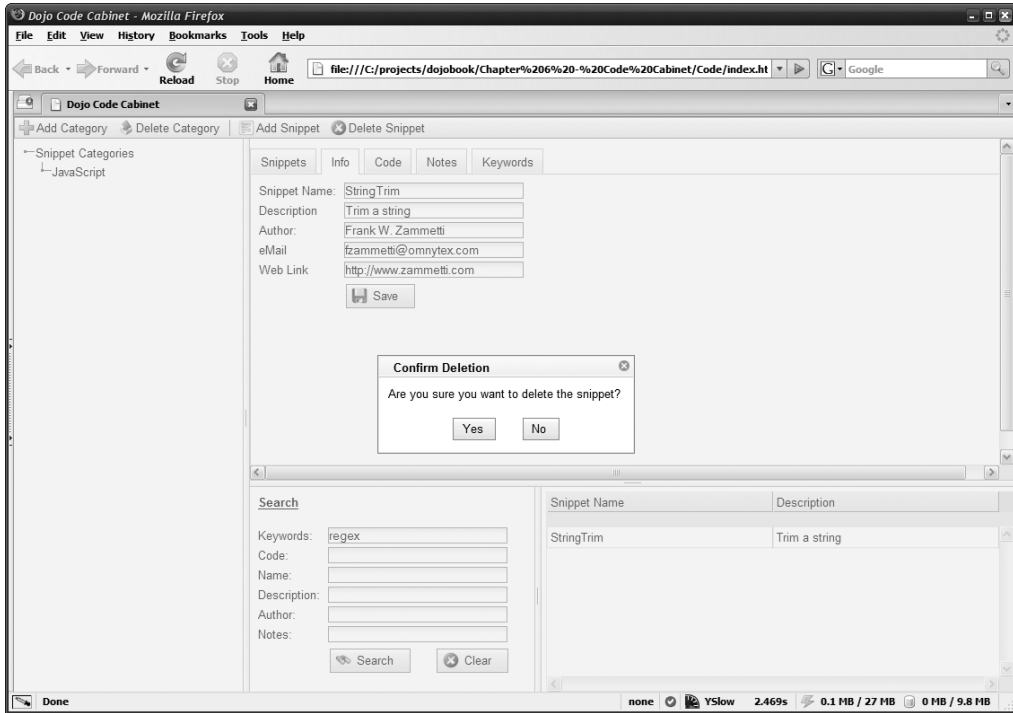 Dojo Code Cabinet - Mozilla Firefox
File Edit View History Bookmarks Tools Help
Back Forward Reload Stop Home file:///C:/projects/dojobook/Chapter%206%20-%20Code%20Cabinet/Code/index.ht G Google
Dojo Code Cabinet
Add Category Delete Category Add Snippet Delete Snippet
Snippet Categories
JavaScript
Snippets Info Code Notes Keywords
Snippet Name: StringTrim
Description Trim a string
Author: Frank W. Zammetti
eMail fzammetti@omnytex.com
Web Link http://www.zammetti.com
Save
Confirm Deletion
Are you sure you want to delete the snippet?
Yes No
Search
Keywords: regex
Code:
Name:
Description:
Author:
Notes:
Search Clear
Snippet Name Description
StringTrim Trim a string
Done none YSlow 2.469s 0.1 MB / 27 MB 0 MB / 9.8 MB